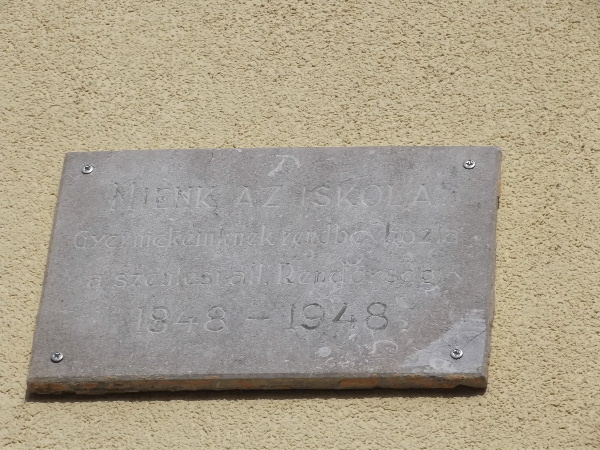 MIENK AZ ISKOLA
Gyermekeinknek rendbe hozta
a szentesi áll. Rendőrség
1848 - 1948